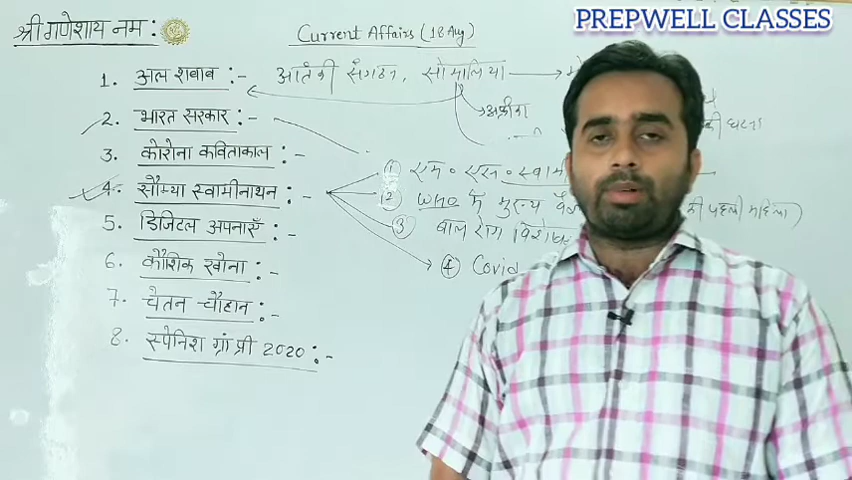 PREPWELL CLASSES
श्री गणेशाय नम:
Current Affairs (18 Aug)
1. अल शबाब :- आतंकी संगठन, सोमालिया
अफ्रीका
2. भारत सरकार :-
3. कोरोना कविताकाल :-
① एम॰ एस॰ स्वामी
4. सौम्या स्वामीनाथन :-
② WHO में मुख्य वै की पहली महिला)
5. डिजिटल अपनाएँ :-
③ बाल रोग विशेषज्ञ
6. कौशिक खोना :-
④ Covid
7. चेतन चौहान :-
8. स्पेनिश ग्रां प्री 2020 :-